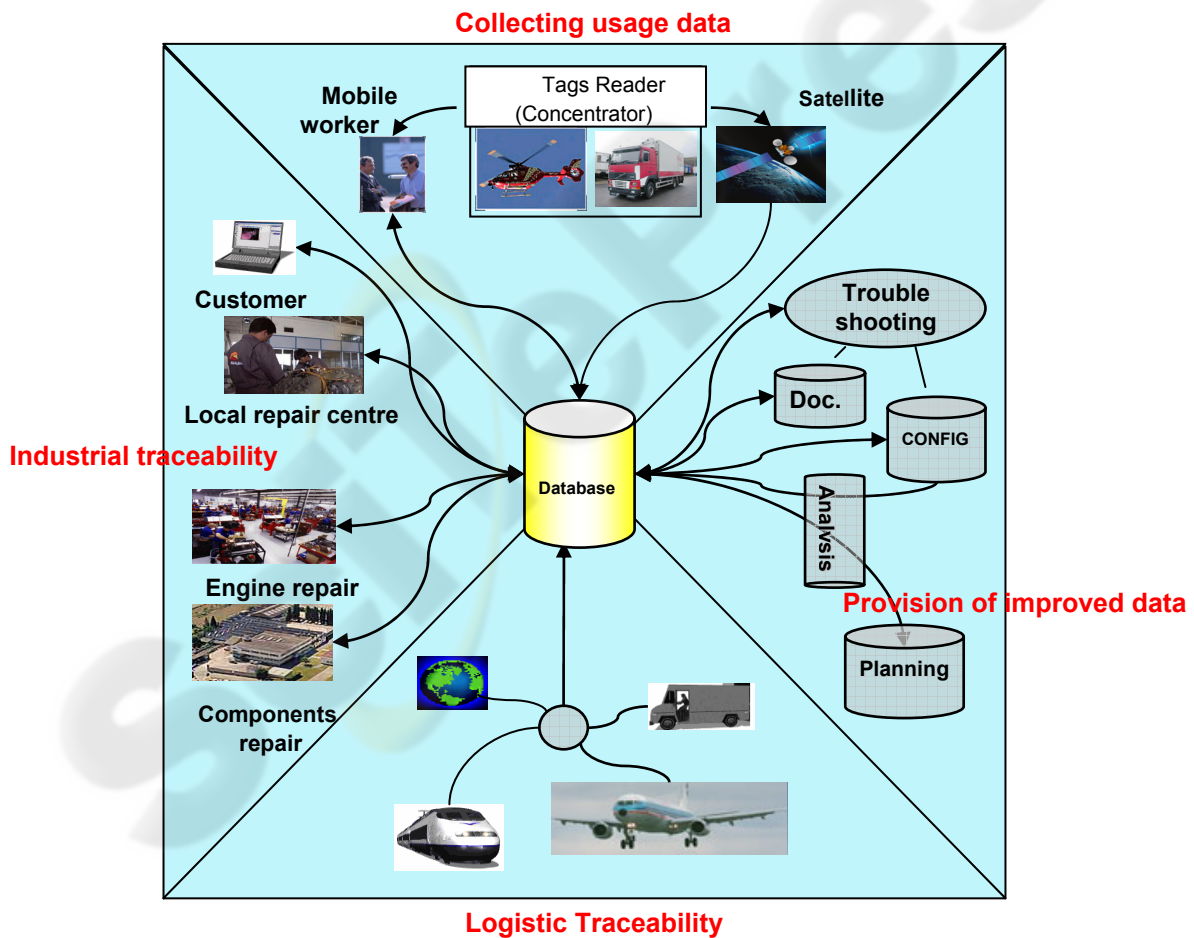 Collecting usage data
Tags Reader
(Concentrator)
Mobile
worker
Satellite
Customer
Trouble
shooting
Local repair centre
Doc.
CONFIG
Industrial traceability
Database
Analysis
Engine repair
Provision of improved data
Planning
Components
repair
Logistic Traceability